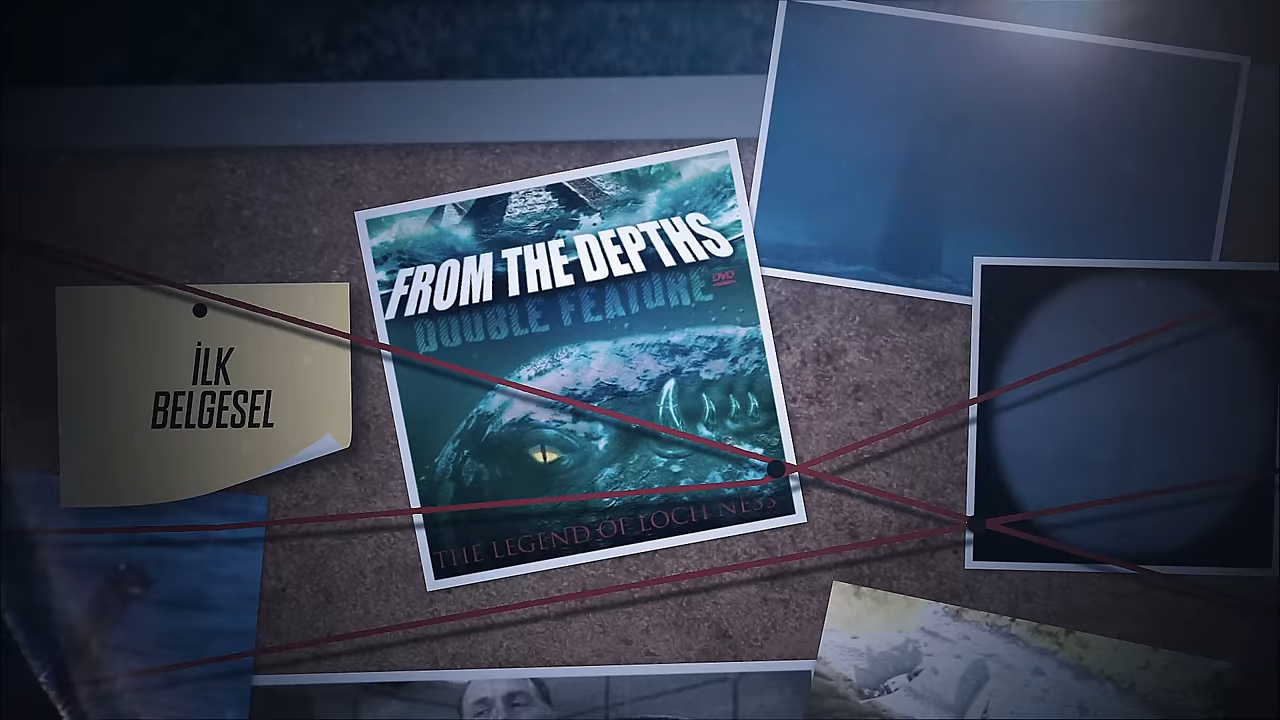 FROM THE DEPTHS
DOUBLE FEATURE
DVD
THE LEGEND OF LOCH NESS
İLK
BELGESEL